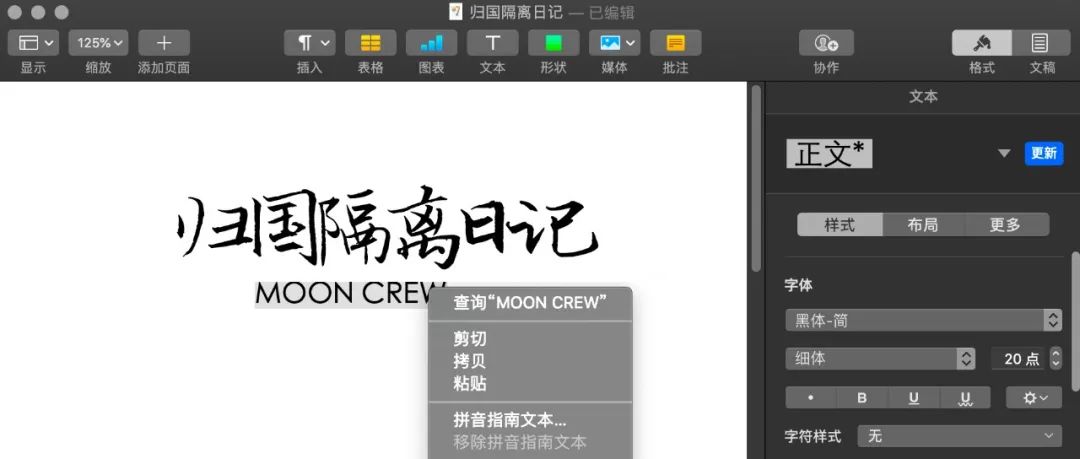 归国隔离日记 — 已编辑
125%
显示 缩放 添加页面 插入 表格 图表 文本 形状 媒体 批注 协作 格式 文稿
文本
正文* 更新
样式 布局 更多
归国隔离日记
MOON CREW
查询“MOON CREW”
剪切
拷贝
粘贴
拼音指南文本...
移除拼音指南文本
字体
黑体-简
细体 20 点
B U U
字符样式 无